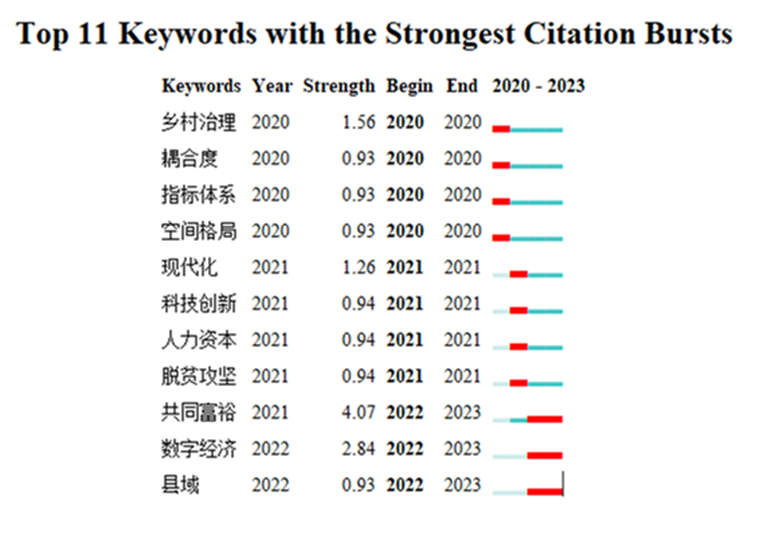 Top 11 Keywords with the Strongest Citation Bursts
Keywords Year Strength Begin End 2020 - 2023
乡村治理 2020 1.56 2020 2020
耦合度 2020 0.93 2020 2020
指标体系 2020 0.93 2020 2020
空间格局 2020 0.93 2020 2020
现代化 2021 1.26 2021 2021
科技创新 2021 0.94 2021 2021
人力资本 2021 0.94 2021 2021
脱贫攻坚 2021 0.94 2021 2021
共同富裕 2021 4.07 2022 2023
数字经济 2022 2.84 2022 2023
县域 2022 0.93 2022 2023